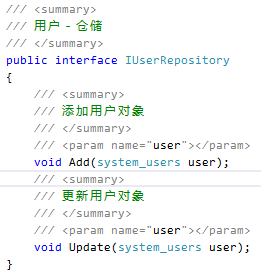 /// <summary>
/// 用户 - 仓储
/// </summary>
public interface IUserRepository
{
/// <summary>
/// 添加用户对象
/// </summary>
/// <param name="user"></param>
void Add(system_users user);
/// <summary>
/// 更新用户对象
/// </summary>
/// <param name="user"></param>
void Update(system_users user);
}